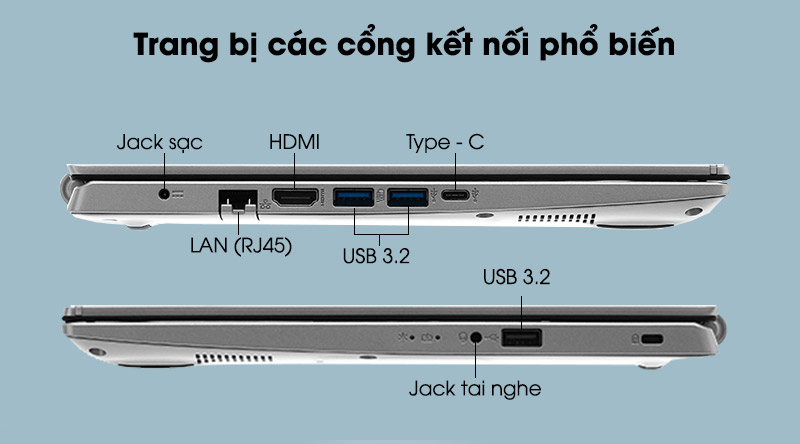 Trang bị các cổng kết nối phổ biến
Jack sạc
HDMI
Type - C
LAN (RJ45)
USB 3.2
USB 3.2
Jack tai nghe